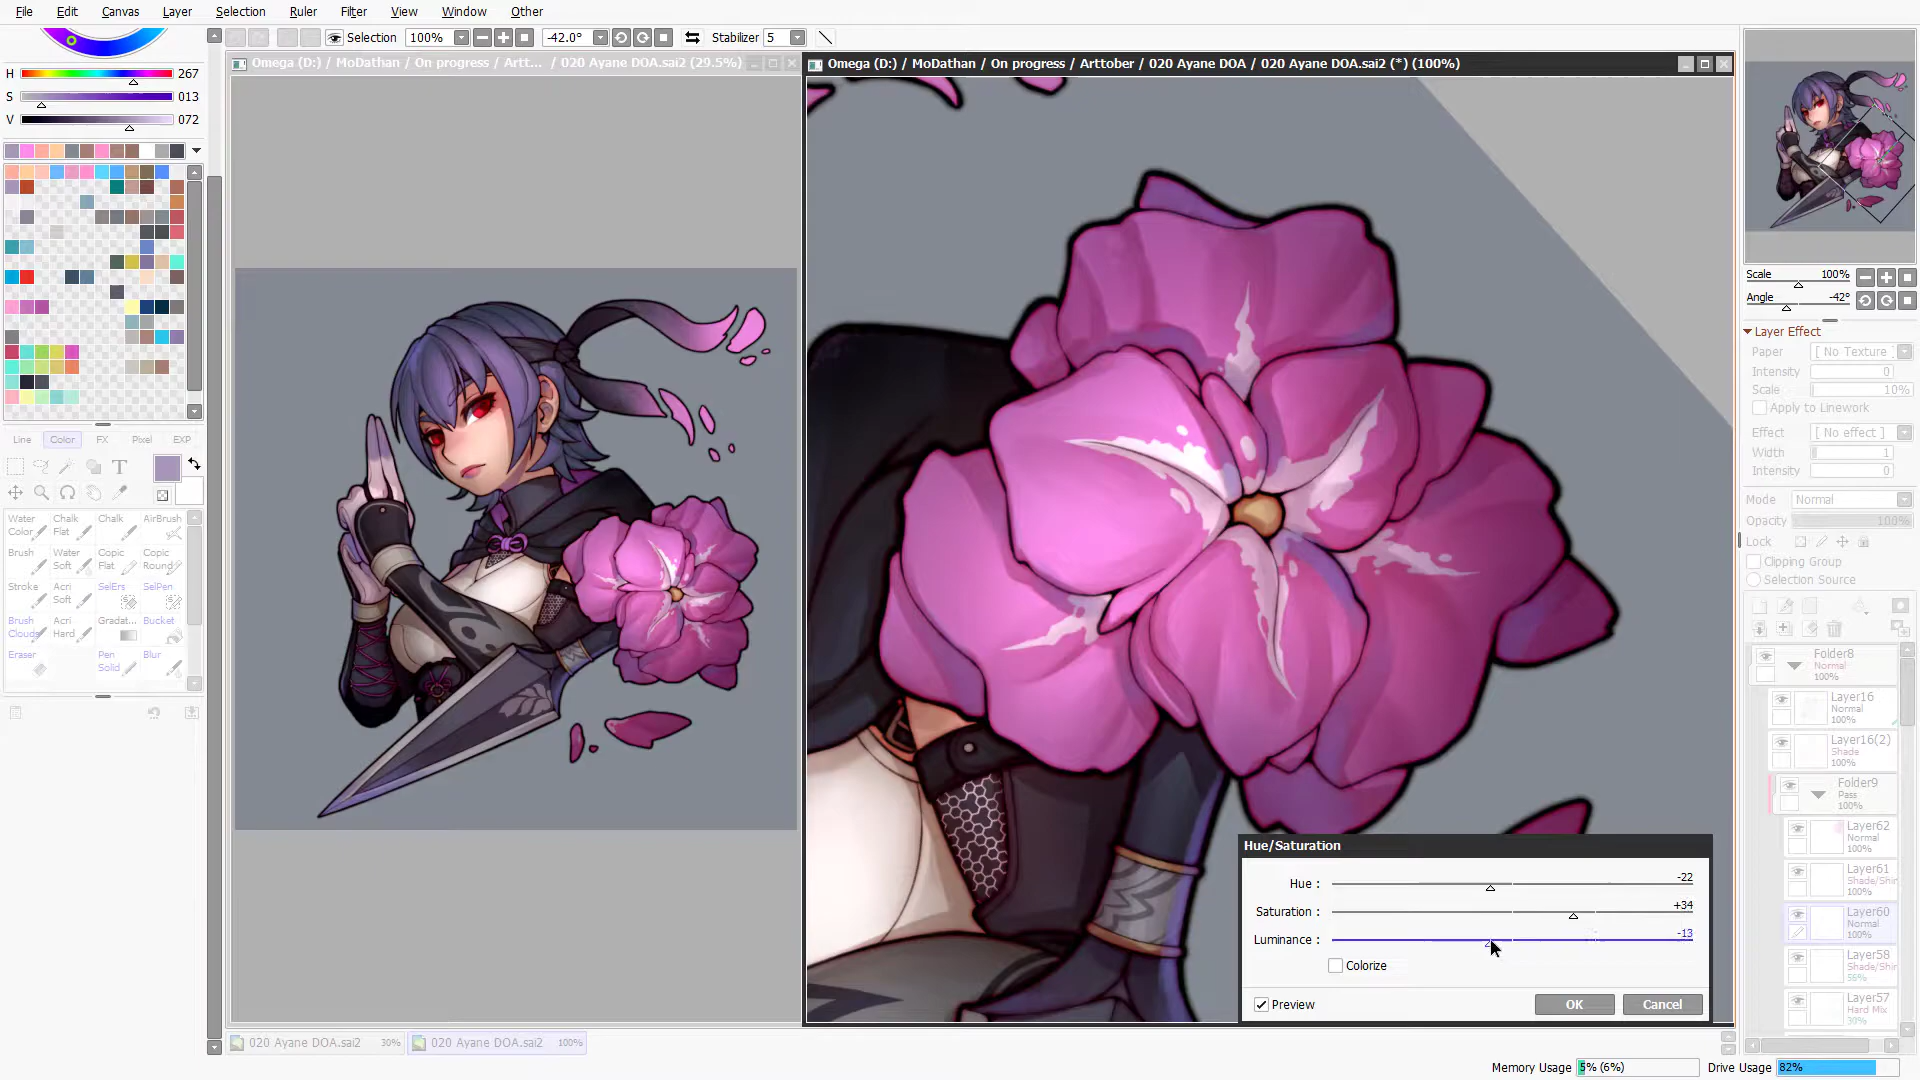 File Edit Canvas Layer Selection Ruler Filter View Window Other
Selection 100% -42.0° Stabilizer 5
Omega (D:) / MoDathan / On progress / Artt... / 020 Ayane DOA.sai2 (29.5%)
Omega (D:) / MoDathan / On progress / Arttober / 020 Ayane DOA / 020 Ayane DOA.sai2 (*) (100%)
H 267
S 013
V 072
Line Color FX Pixel EXP
T
Water Color
Chalk Flat
Chalk
AirBrush
Brush
Water Soft
Copic Flat
Copic Round
Stroke
Acri Soft
SelErs
SelPen
Brush Clouds
Acri Hard
Gradat...
Bucket
Eraser
Pen Solid
Blur
Scale 100%
Angle -42°
Layer Effect
Paper [ No Texture ]
Intensity 0
Scale 10%
Apply to Linework
Effect [ No effect ]
Width 1
Intensity 0
Mode Normal
Opacity 100%
Lock
Clipping Group
Selection Source
Folder8
Normal
100%
Layer16
Normal
100%
Layer16(2)
Shade
100%
Folder9
Pass
100%
Layer62
Normal
100%
Layer61
Shade/Shin
100%
Layer60
Normal
100%
Layer58
Shade/Shin
Layer57
Hard Mix
Hue/Saturation
Hue : -22
Saturation : +34
Luminance : -13
Colorize
Preview OK Cancel
020 Ayane DOA.sai2 30% 020 Ayane DOA.sai2 100%
Memory Usage 5% (6%) Drive Usage 82%